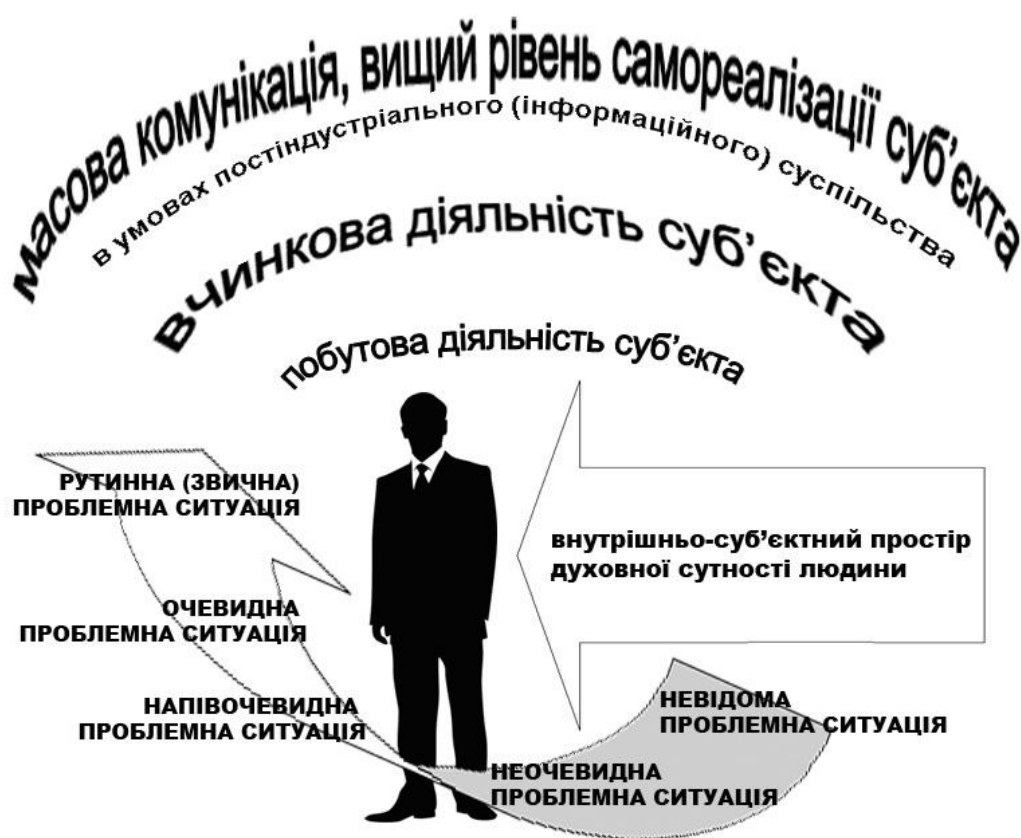 масова комунікація, вищий рівень самореалізації суб’єкта
в умовах постіндустріального (інформаційного) суспільства
вчинкова діяльність суб’єкта
побутова діяльність суб’єкта
РУТИННА (ЗВИЧНА)
ПРОБЛЕМНА СИТУАЦІЯ
внутрішньо-суб’єктний простір
духовної сутності людини
ОЧЕВИДНА
ПРОБЛЕМНА СИТУАЦІЯ
НАПІВОЧЕВИДНА
ПРОБЛЕМНА СИТУАЦІЯ
НЕВІДОМА
ПРОБЛЕМНА СИТУАЦІЯ
НЕОЧЕВИДНА
ПРОБЛЕМНА СИТУАЦІЯ